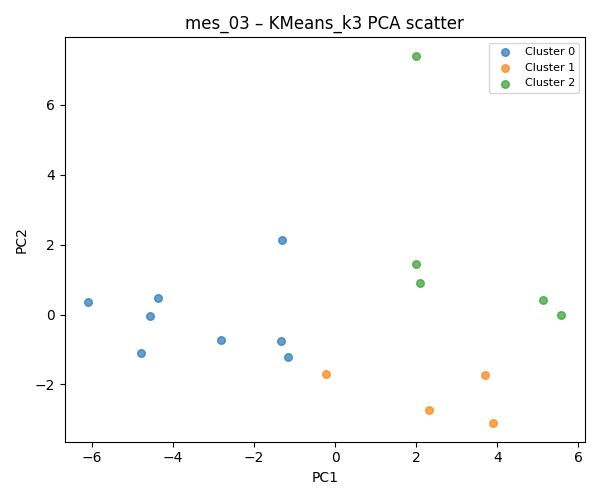 mes_03 – KMeans_k3 PCA scatter
Cluster 0
Cluster 1
Cluster 2
PC2
6
4
2
0
−2
−6
−4
−2
0
2
4
6
PC1